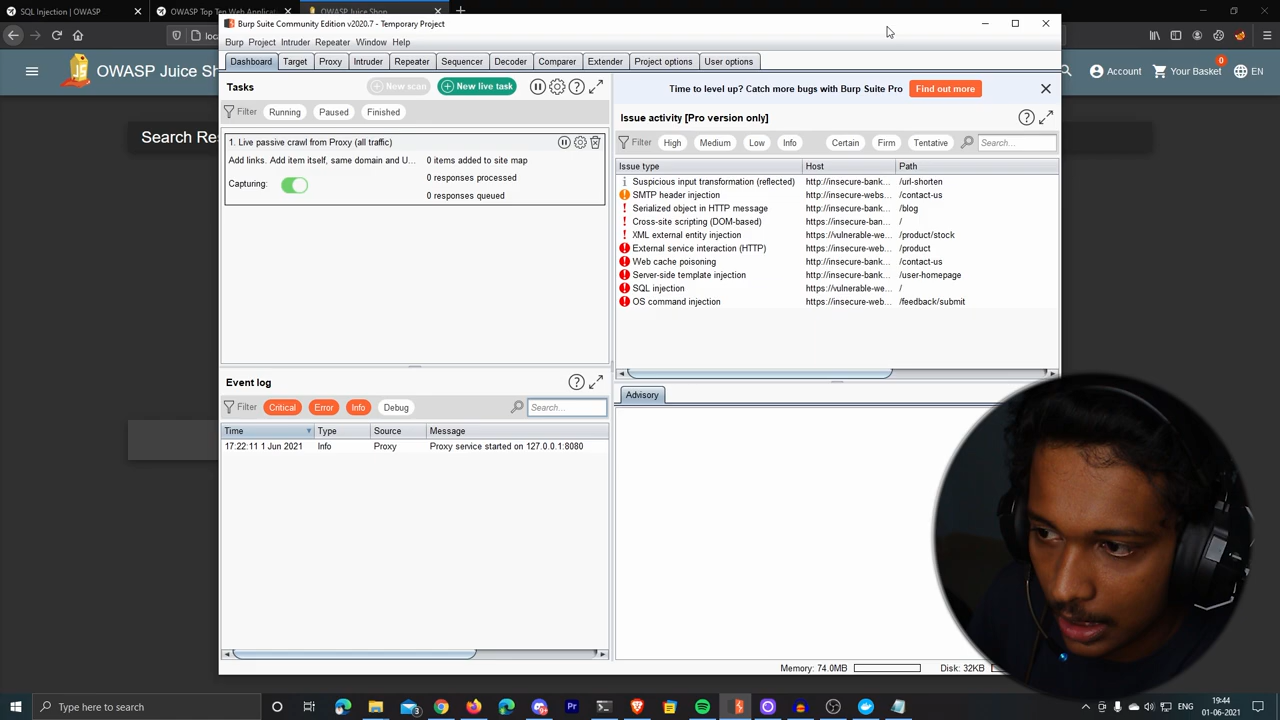 SQL Injection | OWASP
OWASP Top Ten Web Applicatio
OWASP Juice Shop
Burp Suite Community Edition v2020.7 - Temporary Project
Burp Project Intruder Repeater Window Help
Dashboard Target Proxy Intruder Repeater Sequencer Decoder Comparer Extender Project options User options
OWASP Juice
Account
Your Basket
0
EN
Search Res
Tasks
New scan
New live task
Filter Running Paused Finished
1. Live passive crawl from Proxy (all traffic)
Add links. Add item itself, same domain and U...
0 items added to site map
Capturing:
0 responses processed
0 responses queued
Time to level up? Catch more bugs with Burp Suite Pro
Find out more
Issue activity [Pro version only]
Filter High Medium Low Info Certain Firm Tentative Search...
Issue type Host Path
Suspicious input transformation (reflected) http://insecure-bank... /url-shorten
SMTP header injection http://insecure-webs... /contact-us
Serialized object in HTTP message http://insecure-bank... /blog
Cross-site scripting (DOM-based) https://insecure-ban... /
XML external entity injection https://vulnerable-we... /product/stock
External service interaction (HTTP) https://insecure-web... /product
Web cache poisoning http://insecure-bank... /contact-us
Server-side template injection http://insecure-bank... /user-homepage
SQL injection https://vulnerable-we... /
OS command injection https://insecure-web... /feedback/submit
Event log
Filter Critical Error Info Debug Search...
Time Type Source Message
17:22:11 1 Jun 2021 Info Proxy Proxy service started on 127.0.0.1:8080
Advisory
Memory: 74.0MB
Disk: 32KB
Type here to search
3
ENG
19:44
01-06-2021